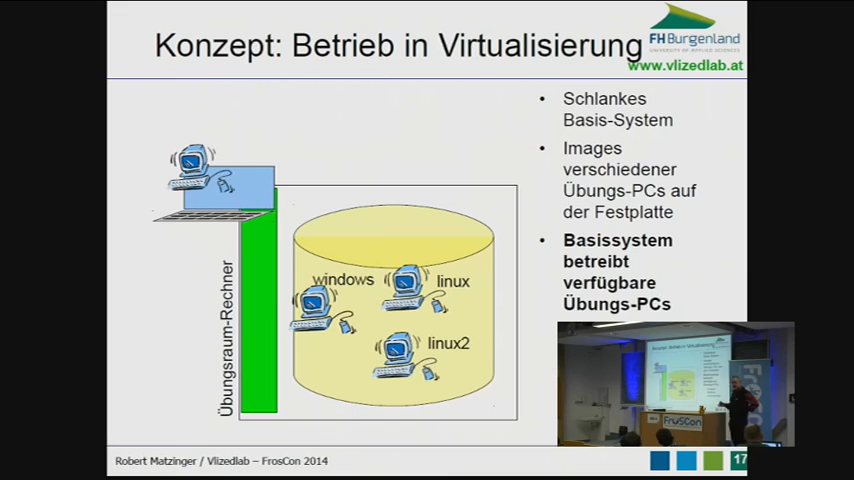 Konzept: Betrieb in Virtualisierung
FH Burgenland
UNIVERSITY OF APPLIED SCIENCES
www.vlizedlab.at
• Schlankes
Basis-System
• Images
verschiedener
Übungs-PCs auf
der Festplatte
• Basissystem
betreibt
verfügbare
Übungs-PCs
Übungsraum-Rechner
windows
linux
linux2
FrOSCon
Robert Matzinger / Vlizedlab – FrosCon 2014
17